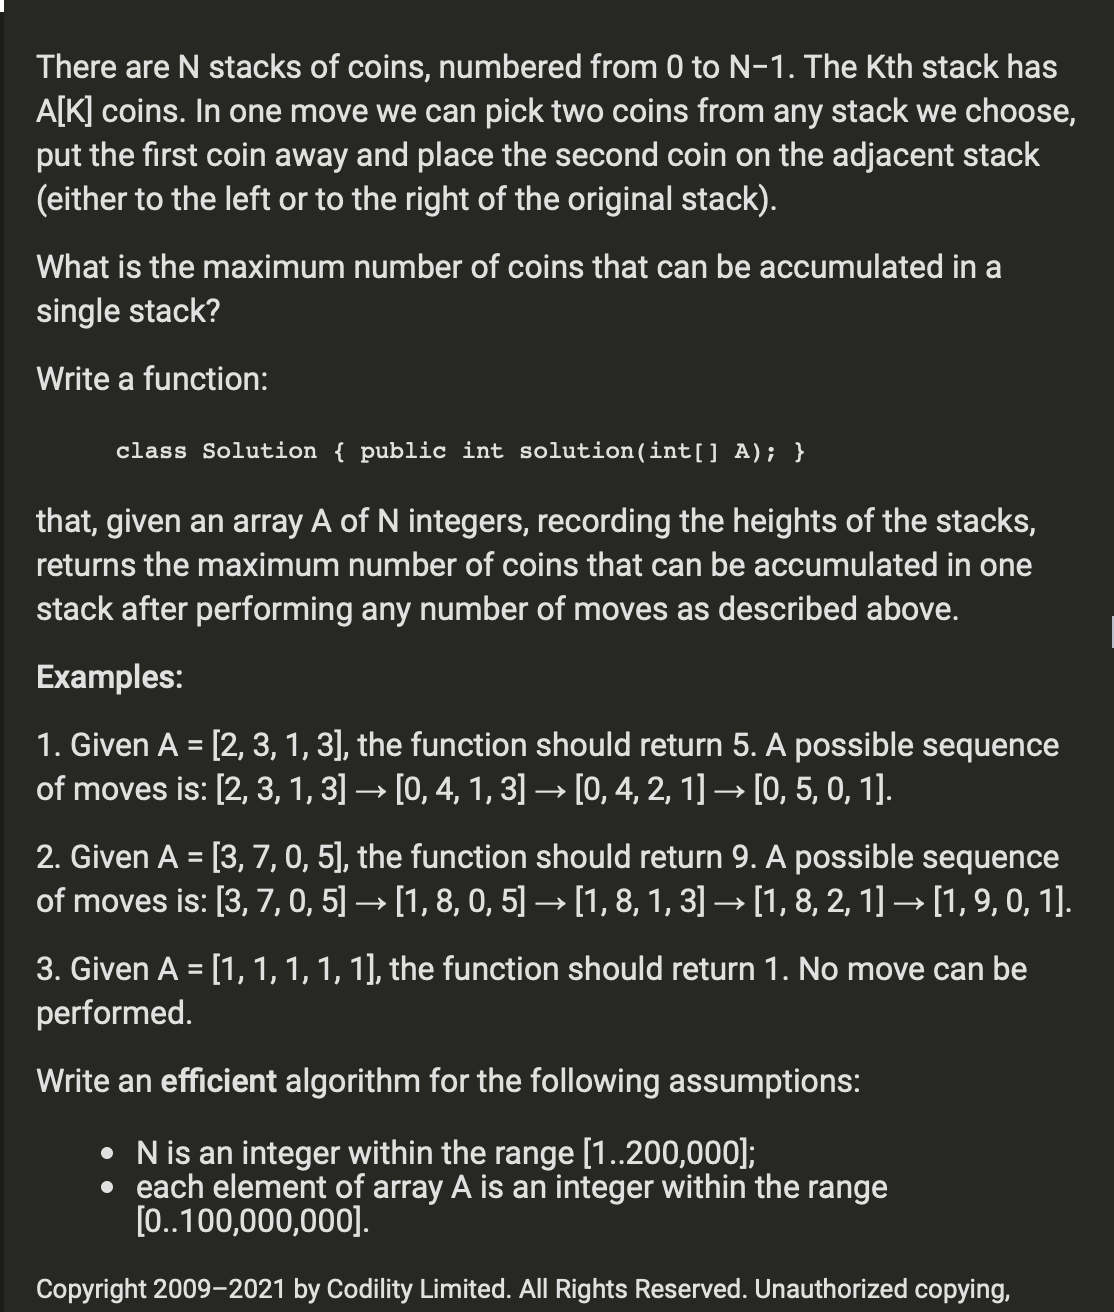 There are N stacks of coins, numbered from 0 to N−1. The Kth stack has
A[K] coins. In one move we can pick two coins from any stack we choose,
put the first coin away and place the second coin on the adjacent stack
(either to the left or to the right of the original stack).
What is the maximum number of coins that can be accumulated in a
single stack?
Write a function:
class Solution { public int solution(int[] A); }
that, given an array A of N integers, recording the heights of the stacks,
returns the maximum number of coins that can be accumulated in one
stack after performing any number of moves as described above.
Examples:
1. Given A = [2, 3, 1, 3], the function should return 5. A possible sequence
of moves is: [2, 3, 1, 3] → [0, 4, 1, 3] → [0, 4, 2, 1] → [0, 5, 0, 1].
2. Given A = [3, 7, 0, 5], the function should return 9. A possible sequence
of moves is: [3, 7, 0, 5] → [1, 8, 0, 5] → [1, 8, 1, 3] → [1, 8, 2, 1] → [1, 9, 0, 1].
3. Given A = [1, 1, 1, 1, 1], the function should return 1. No move can be
performed.
Write an efficient algorithm for the following assumptions:
• N is an integer within the range [1..200,000];
• each element of array A is an integer within the range
[0..100,000,000].
Copyright 2009–2021 by Codility Limited. All Rights Reserved. Unauthorized copying,